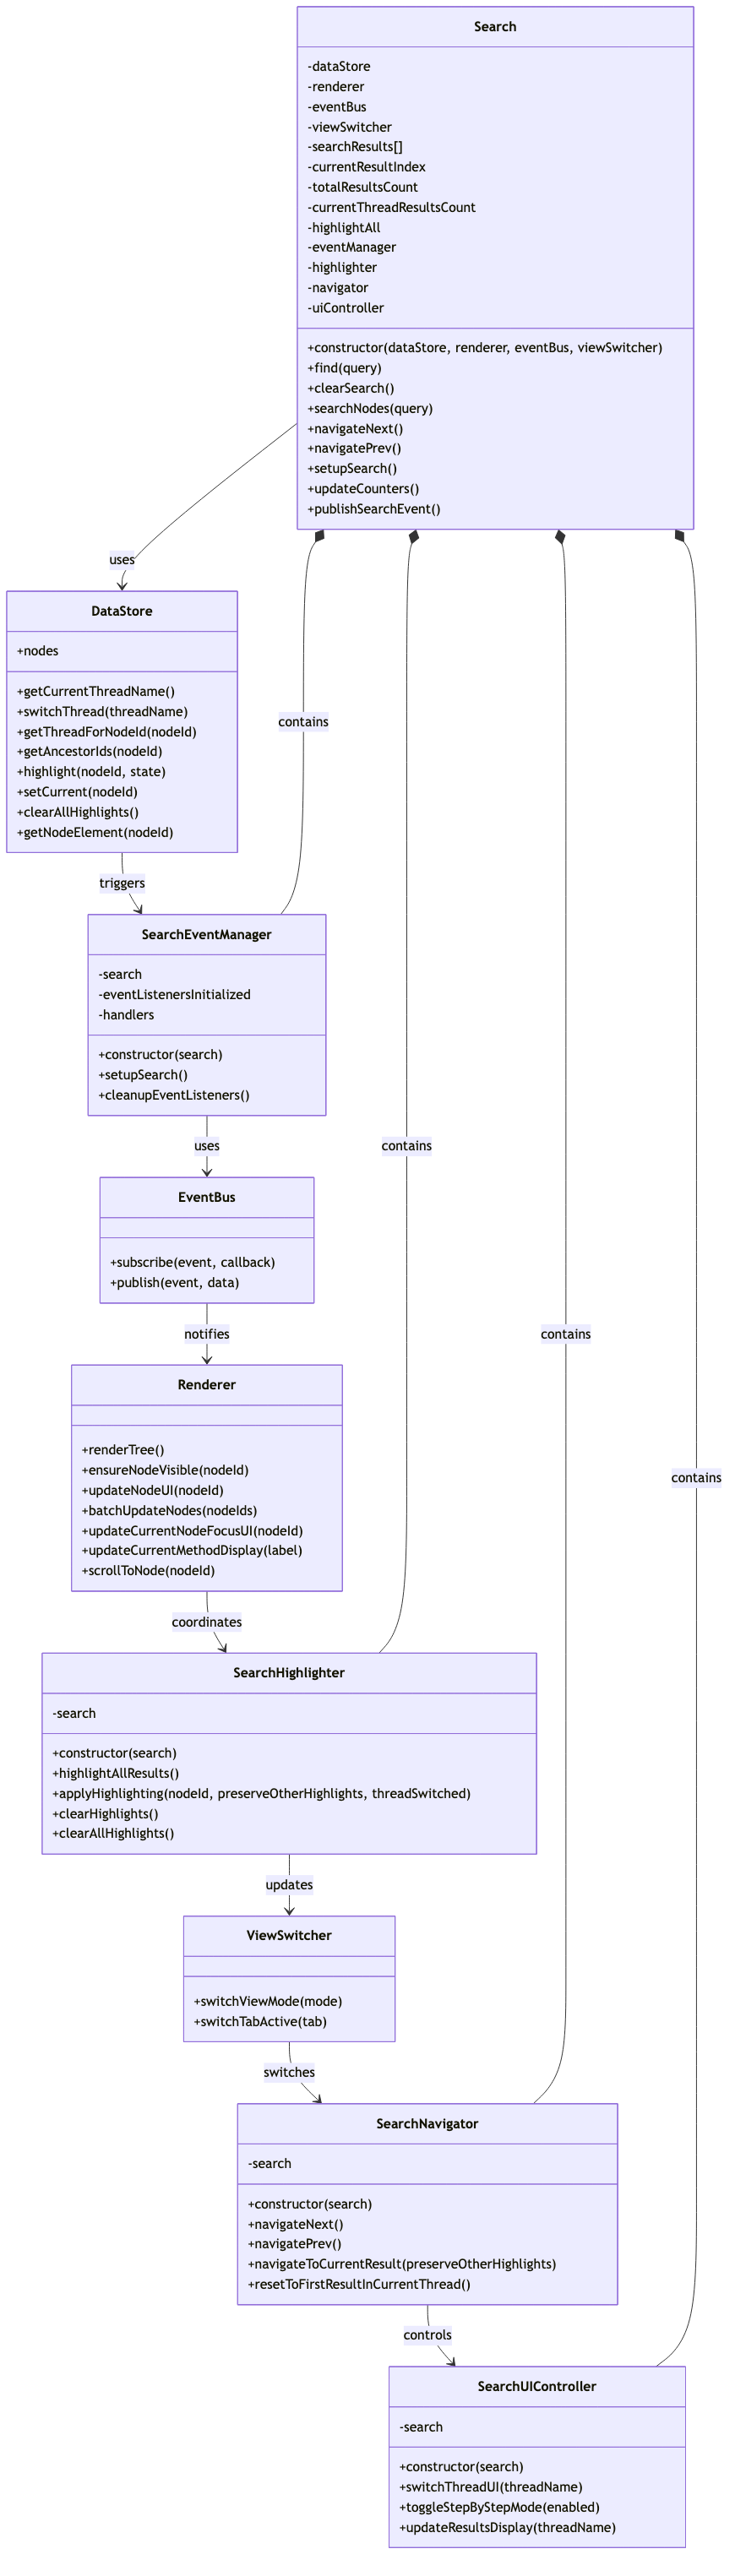 Search
-dataStore
-renderer
-eventBus
-viewSwitcher
-searchResults[]
-currentResultIndex
-totalResultsCount
-currentThreadResultsCount
-highlightAll
-eventManager
-highlighter
-navigator
-uiController
+constructor(dataStore, renderer, eventBus, viewSwitcher)
+find(query)
+clearSearch()
+searchNodes(query)
+navigateNext()
+navigatePrev()
+setupSearch()
+updateCounters()
+publishSearchEvent()
uses
DataStore
+nodes
+getCurrentThreadName()
+switchThread(threadName)
+getThreadForNodeId(nodeId)
+getAncestorIds(nodeId)
+highlight(nodeId, state)
+setCurrent(nodeId)
+clearAllHighlights()
+getNodeElement(nodeId)
contains
triggers
SearchEventManager
-search
-eventListenersInitialized
-handlers
+constructor(search)
+setupSearch()
+cleanupEventListeners()
uses
contains
EventBus
+subscribe(event, callback)
+publish(event, data)
notifies
contains
Renderer
+renderTree()
+ensureNodeVisible(nodeId)
+updateNodeUI(nodeId)
+batchUpdateNodes(nodeIds)
+updateCurrentNodeFocusUI(nodeId)
+updateCurrentMethodDisplay(label)
+scrollToNode(nodeId)
contains
coordinates
SearchHighlighter
-search
+constructor(search)
+highlightAllResults()
+applyHighlighting(nodeId, preserveOtherHighlights, threadSwitched)
+clearHighlights()
+clearAllHighlights()
updates
ViewSwitcher
+switchViewMode(mode)
+switchTabActive(tab)
switches
SearchNavigator
-search
+constructor(search)
+navigateNext()
+navigatePrev()
+navigateToCurrentResult(preserveOtherHighlights)
+resetToFirstResultInCurrentThread()
controls
SearchUIController
-search
+constructor(search)
+switchThreadUI(threadName)
+toggleStepByStepMode(enabled)
+updateResultsDisplay(threadName)